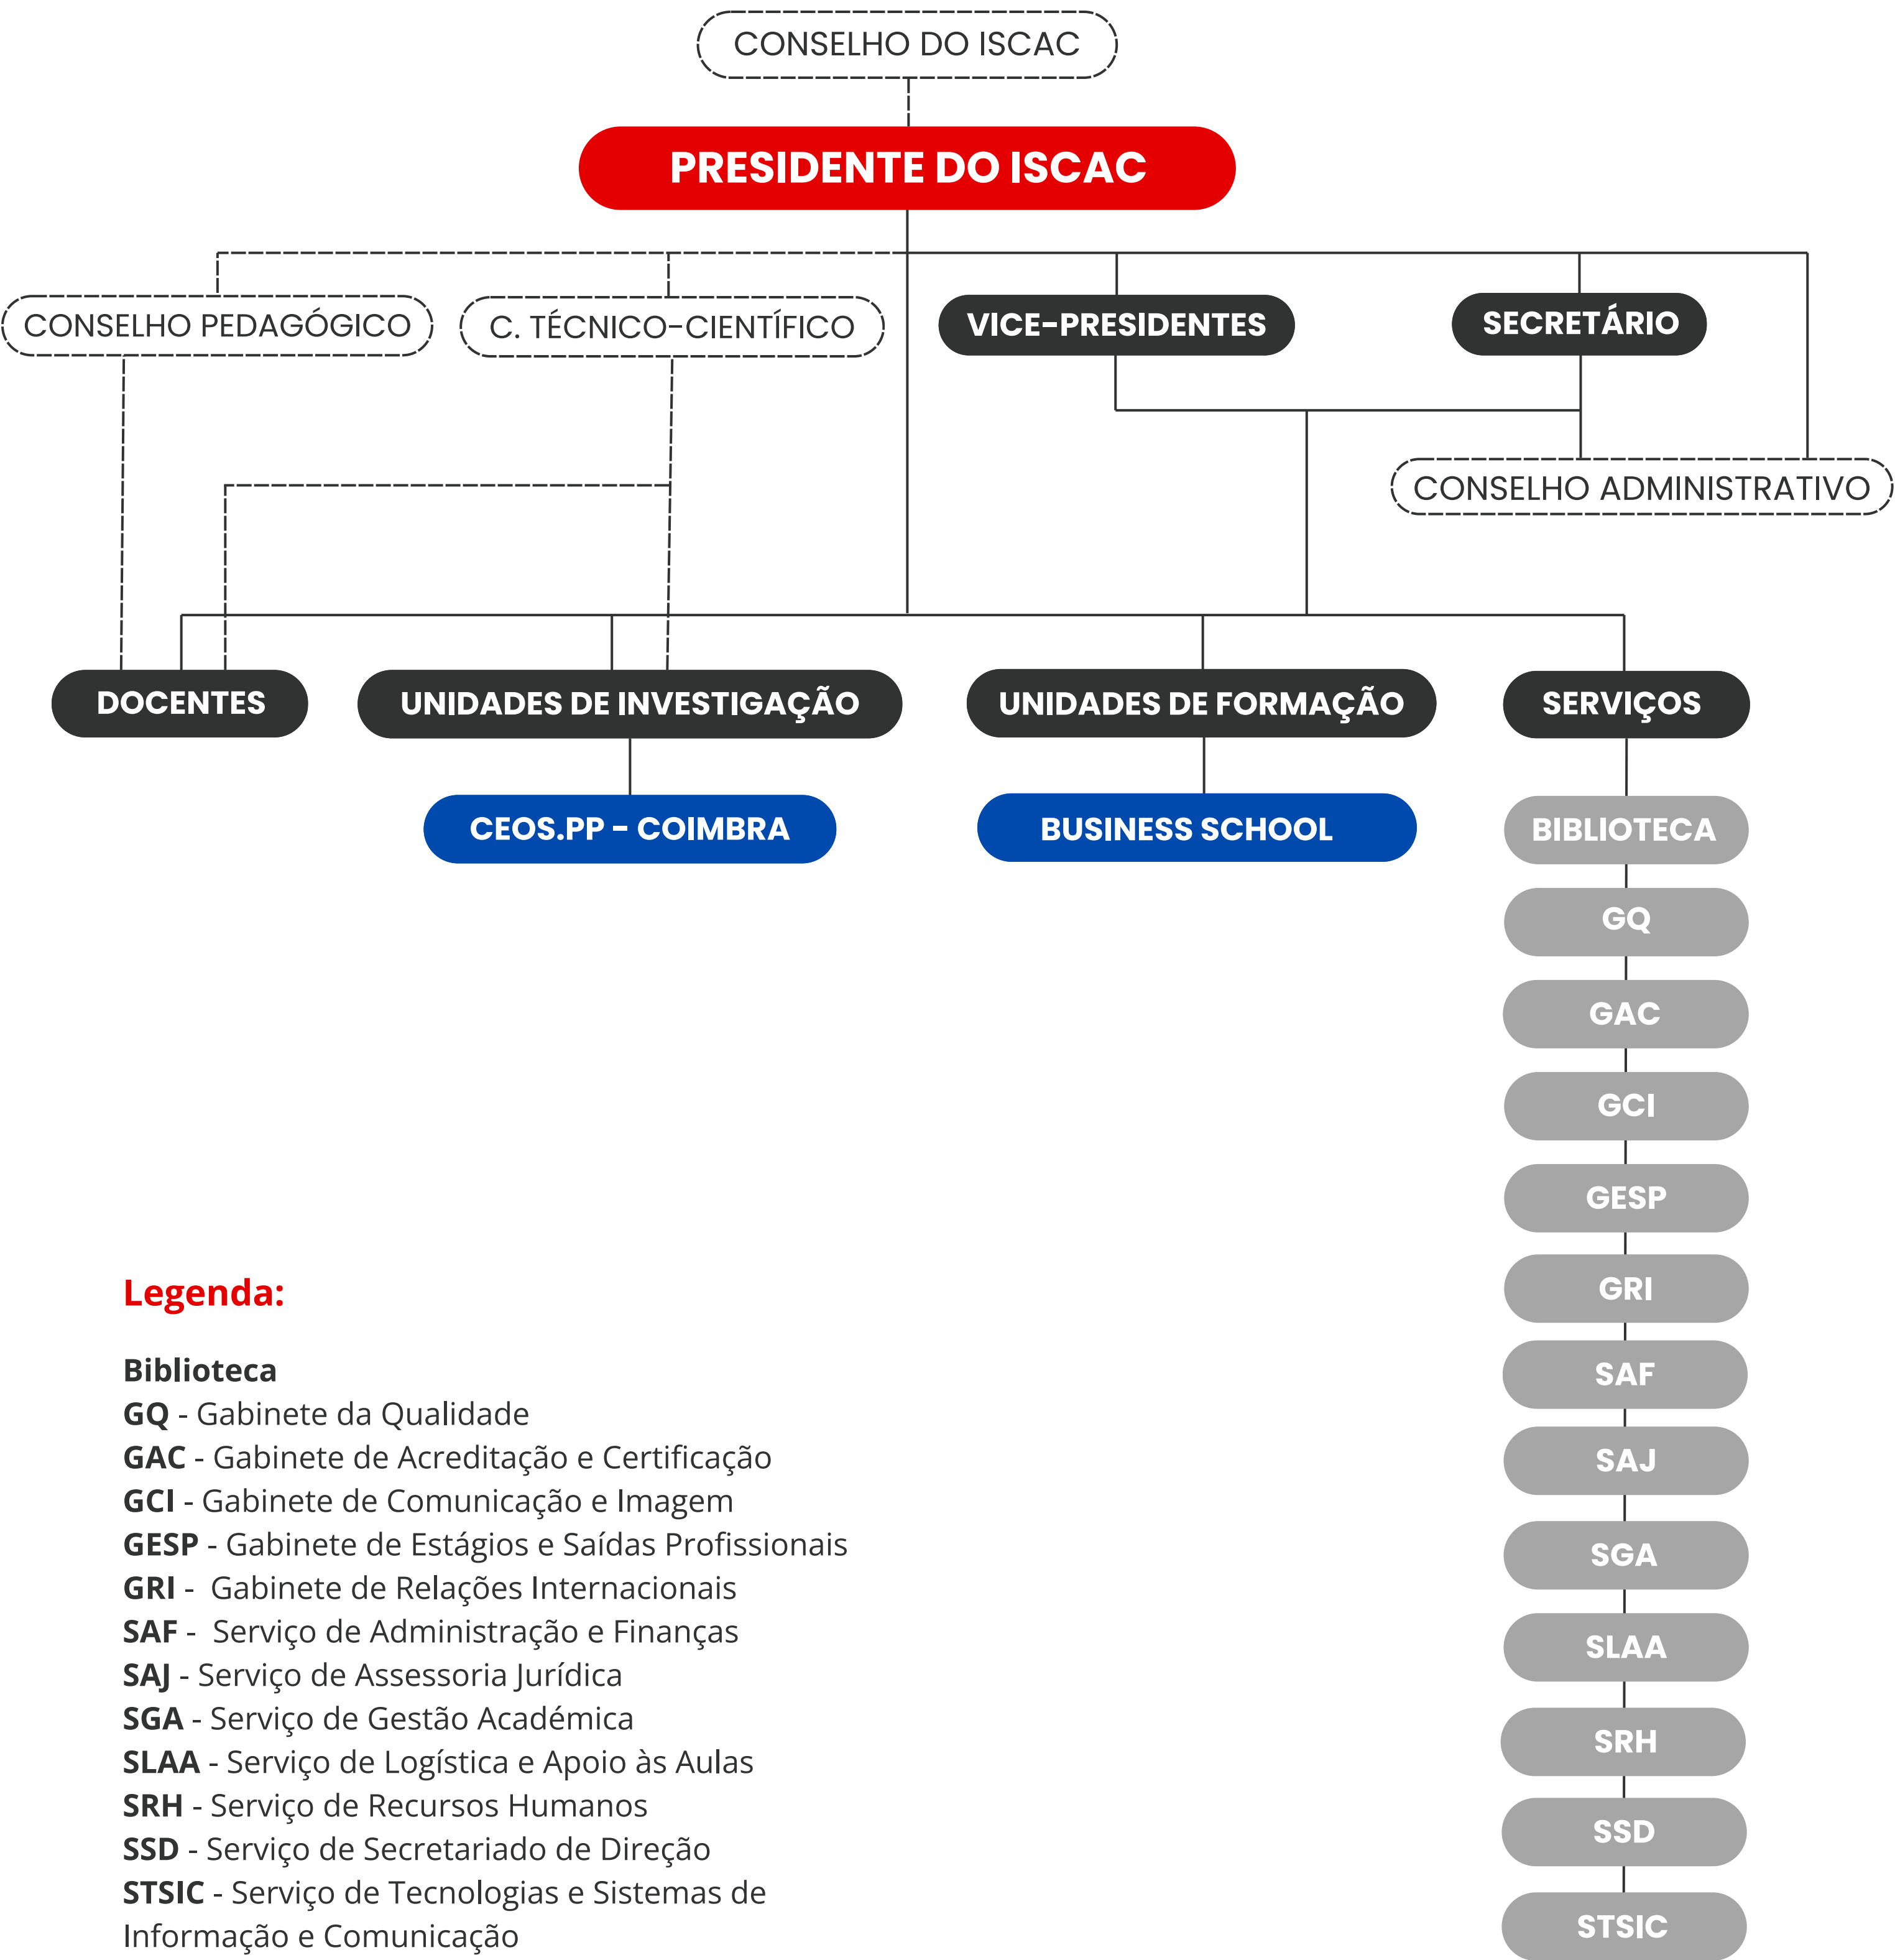 CONSELHO DO ISCAC
PRESIDENTE DO ISCAC
CONSELHO PEDAGÓGICO
C. TÉCNICO-CIENTÍFICO
VICE-PRESIDENTES
SECRETÁRIO
CONSELHO ADMINISTRATIVO
DOCENTES
UNIDADES DE INVESTIGAÇÃO
UNIDADES DE FORMAÇÃO
SERVIÇOS
CEOS.PP - COIMBRA
BUSINESS SCHOOL
BIBLIOTECA
GQ
GAC
GCI
GESP
GRI
SAF
SAJ
SGA
SLAA
SRH
SSD
STSIC
Legenda:
Biblioteca
GQ - Gabinete da Qualidade
GAC - Gabinete de Acreditação e Certificação
GCI - Gabinete de Comunicação e Imagem
GESP - Gabinete de Estágios e Saídas Profissionais
GRI - Gabinete de Relações Internacionais
SAF - Serviço de Administração e Finanças
SAJ - Serviço de Assessoria Jurídica
SGA - Serviço de Gestão Académica
SLAA - Serviço de Logística e Apoio às Aulas
SRH - Serviço de Recursos Humanos
SSD - Serviço de Secretariado de Direção
STSIC - Serviço de Tecnologias e Sistemas de
Informação e Comunicação